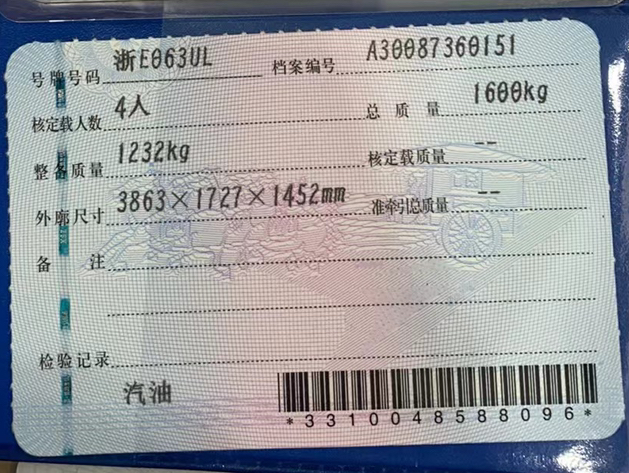 号牌号码 浙E063UL 档案编号 A30087360151
核定载人数 4人 总质量 1600kg
整备质量 1232kg 核定载质量 --
外廓尺寸 3863×1727×1452mm 准牵引总质量 --
备注
检验记录
汽油
*3310048588096*